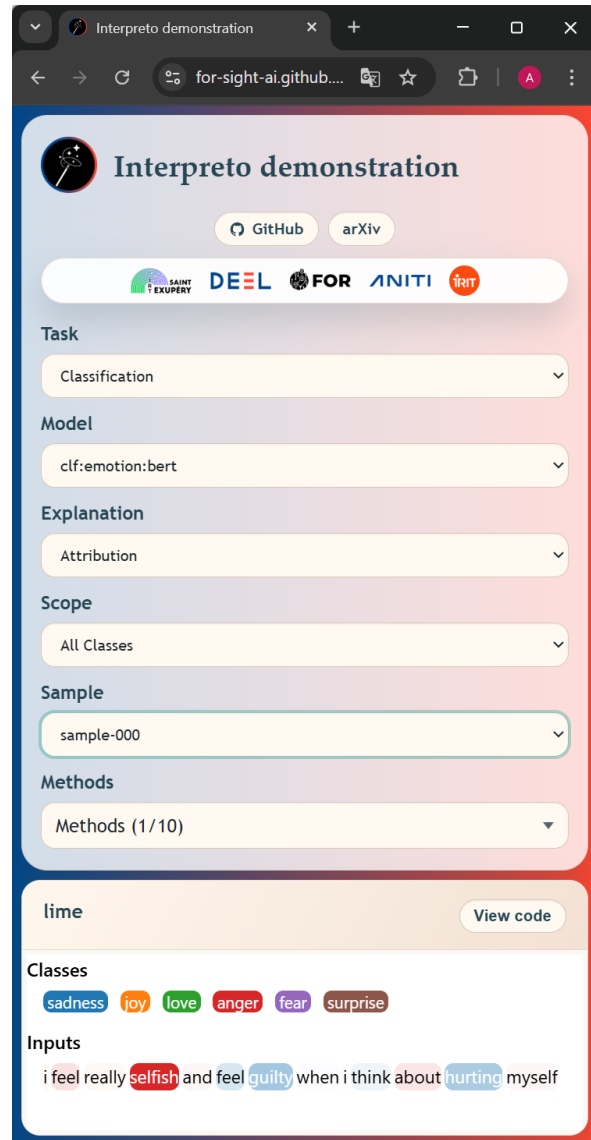 Interpreto demonstration
for-sight-ai.github....
A
Interpreto demonstration
GitHub arXiv
IRT SAINT EXUPÉRY DEEL FOR ANITI IRIT
Task
Classification
Model
clf:emotion:bert
Explanation
Attribution
Scope
All Classes
Sample
sample-000
Methods
Methods (1/10)
lime View code
Classes
sadness joy love anger fear surprise
Inputs
i feel really selfish and feel guilty when i think about hurting myself